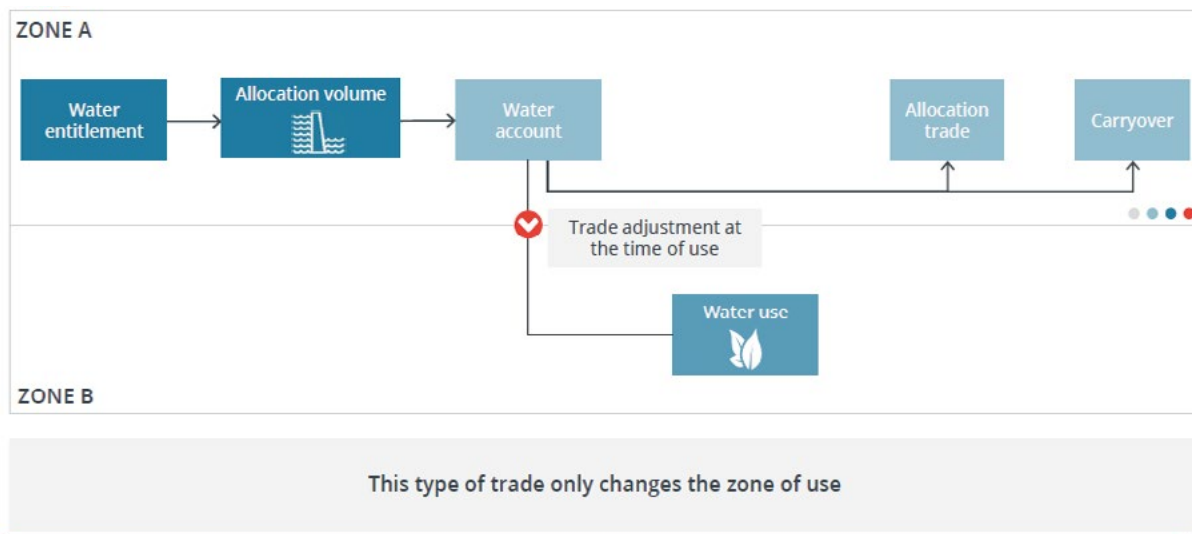 ZONE A
Water
entitlement
Allocation volume
Water
account
Allocation
trade
Carryover
Trade adjustment at
the time of use
Water use
ZONE B
This type of trade only changes the zone of use